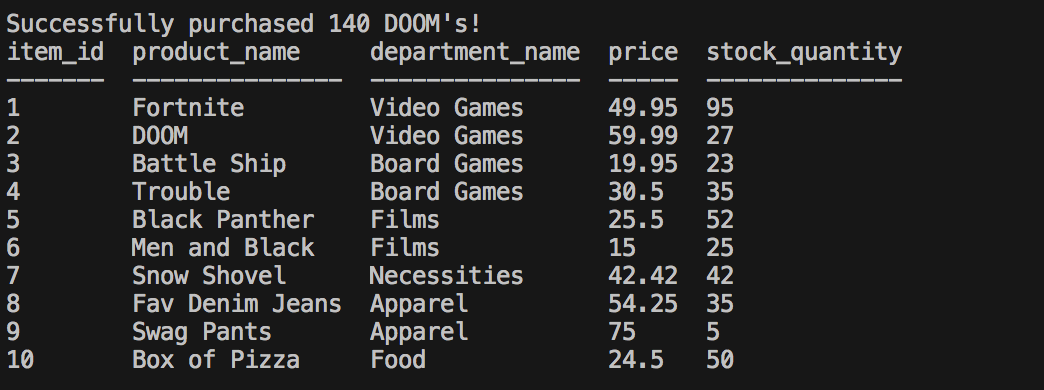 Successfully purchased 140 DOOM's!
item_id  product_name     department_name  price  stock_quantity
-------  ---------------  ---------------  -----  --------------
1        Fortnite         Video Games      49.95  95
2        DOOM             Video Games      59.99  27
3        Battle Ship      Board Games      19.95  23
4        Trouble          Board Games      30.5   35
5        Black Panther    Films            25.5   52
6        Men and Black    Films            15     25
7        Snow Shovel      Necessities      42.42  42
8        Fav Denim Jeans  Apparel          54.25  35
9        Swag Pants       Apparel          75     5
10       Box of Pizza     Food             24.5   50